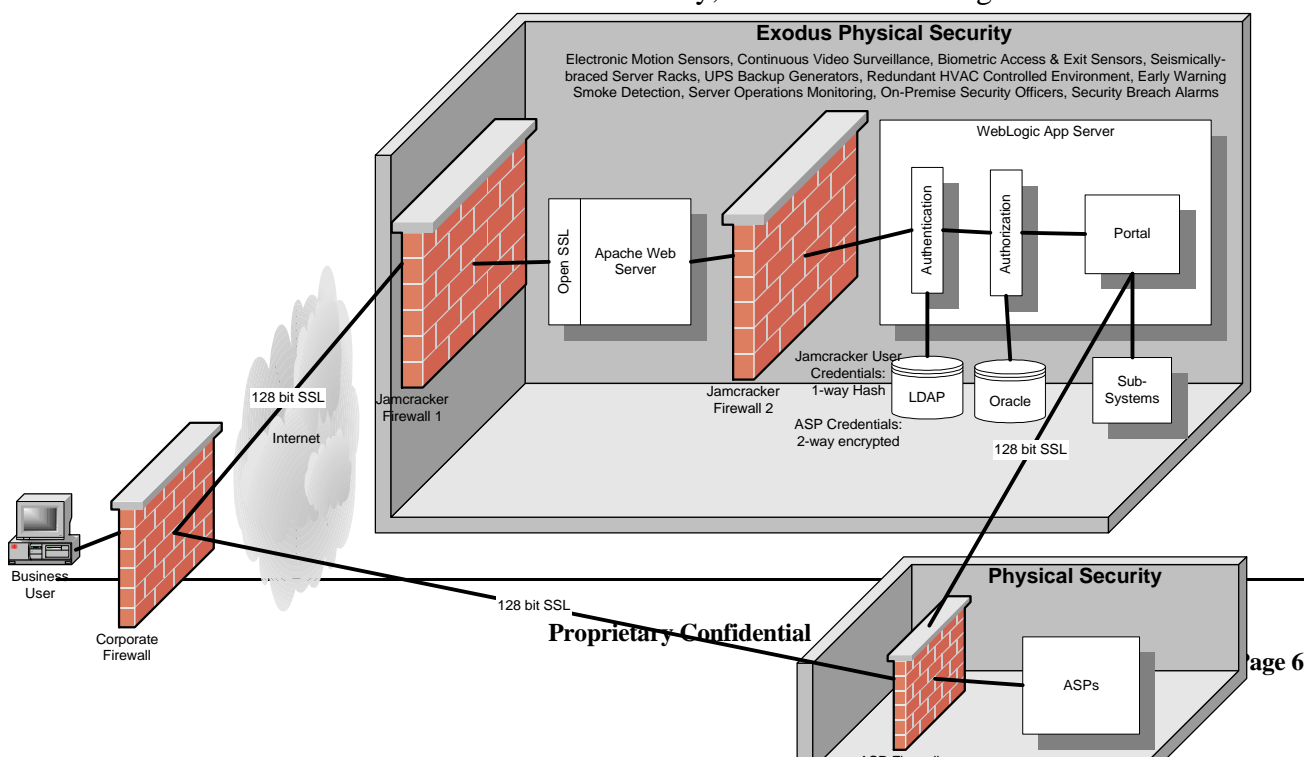 Exodus Physical Security
Electronic Motion Sensors, Continuous Video Surveillance, Biometric Access & Exit Sensors, Seismically-
braced Server Racks, UPS Backup Generators, Redundant HVAC Controlled Environment, Early Warning
Smoke Detection, Server Operations Monitoring, On-Premise Security Officers, Security Breach Alarms
WebLogic App Server
Authentication
Authorization
Portal
Open SSL
Apache Web
Server
Jamcracker User
Credentials:
1-way Hash
ASP Credentials:
2-way encrypted
LDAP
Oracle
Sub-
Systems
Jamcracker
Firewall 1
Jamcracker
Firewall 2
128 bit SSL
Internet
128 bit SSL
Business
User
Corporate
Firewall
128 bit SSL
Physical Security
ASPs
Proprietary Confidential
Page 6